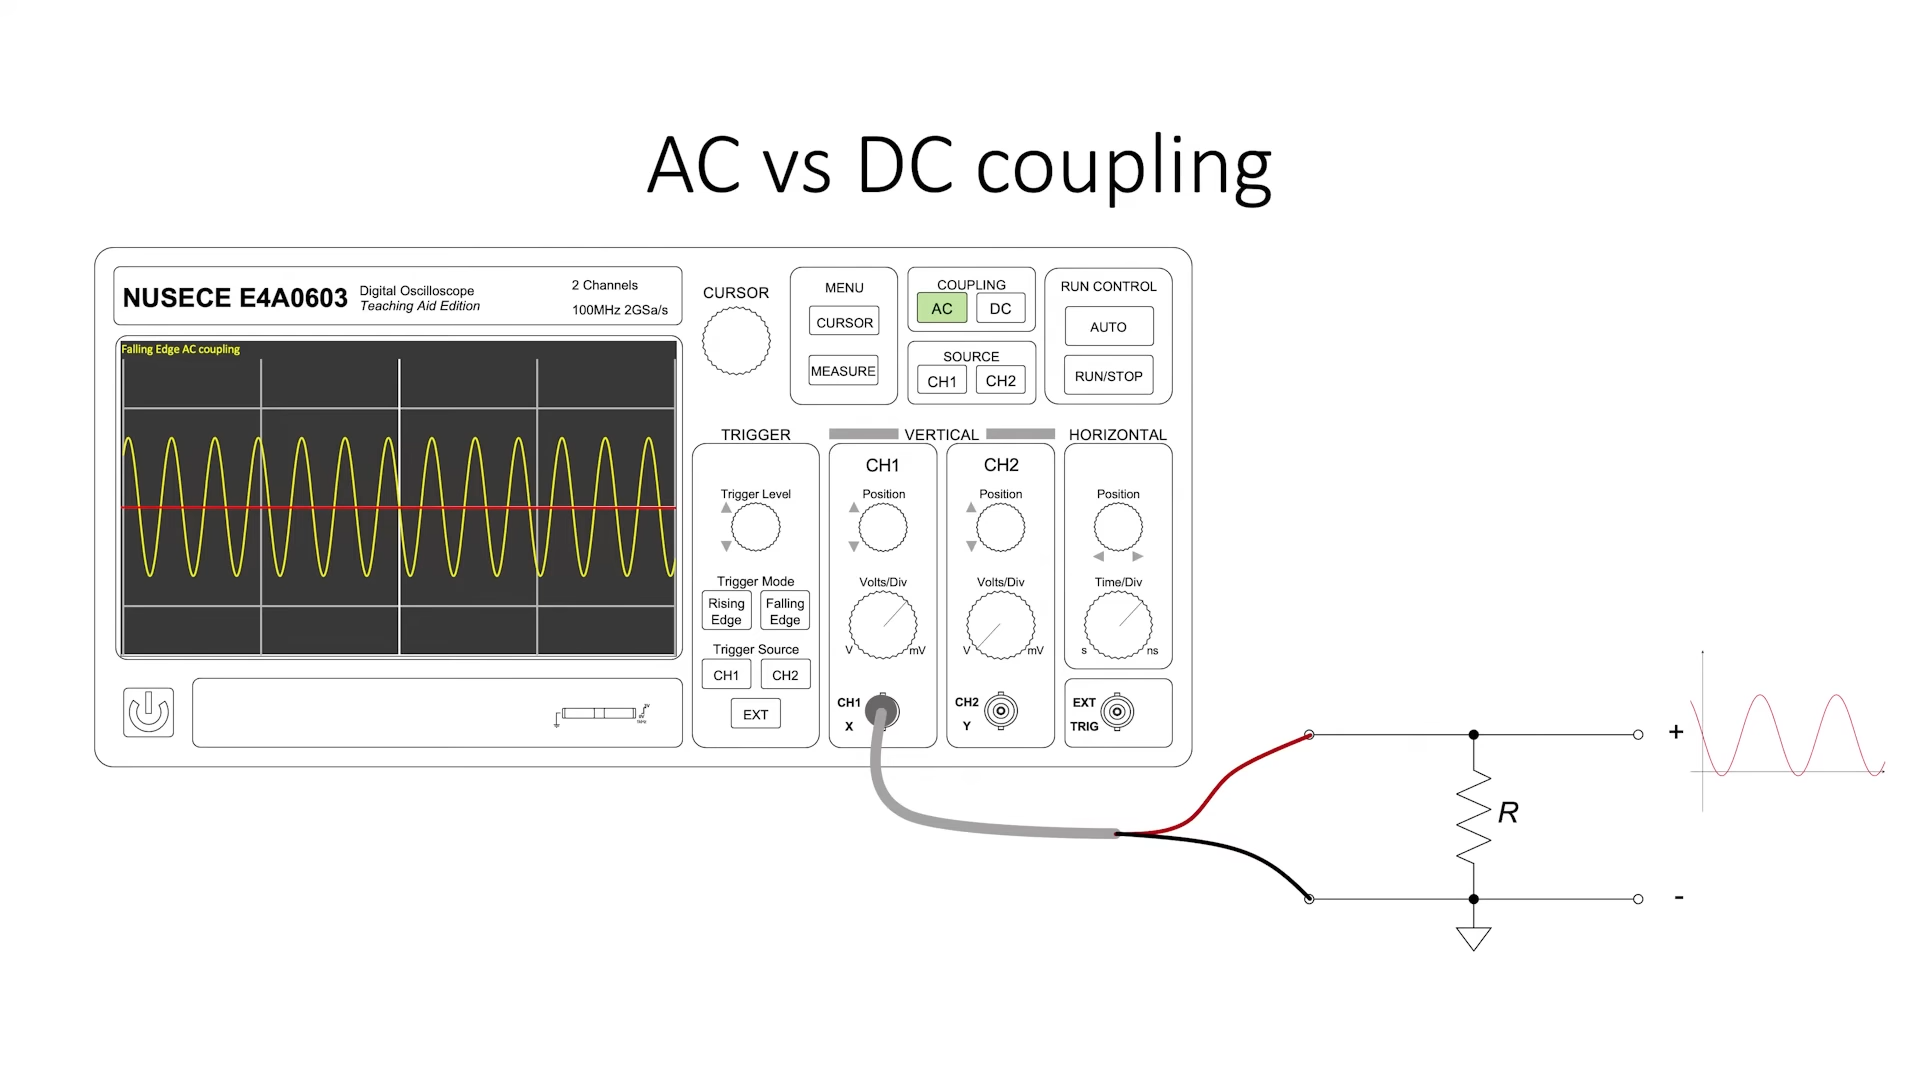 AC vs DC coupling
NUSECE E4A0603
Digital Oscilloscope
Teaching Aid Edition
2 Channels
100MHz 2GSa/s
Falling Edge AC coupling
CURSOR
MENU
CURSOR
MEASURE
COUPLING
AC DC
SOURCE
CH1 CH2
RUN CONTROL
AUTO
RUN/STOP
TRIGGER
Trigger Level
Trigger Mode
Rising Edge
Falling Edge
Trigger Source
CH1 CH2
EXT
VERTICAL
CH1
Position
Volts/Div
V mV
CH1
X
CH2
Position
Volts/Div
V mV
CH2
Y
HORIZONTAL
Position
Time/Div
s ns
EXT
TRIG
+
R
-